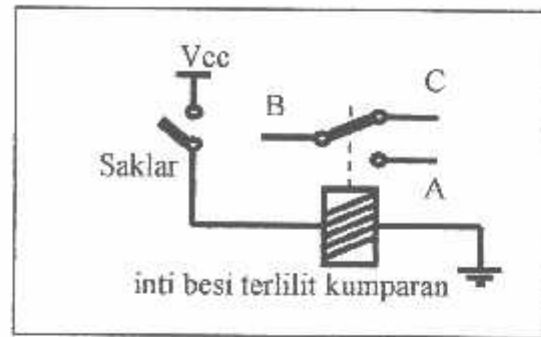 Vcc
C
B
Saklar
A
inti besi terlilit kumparan